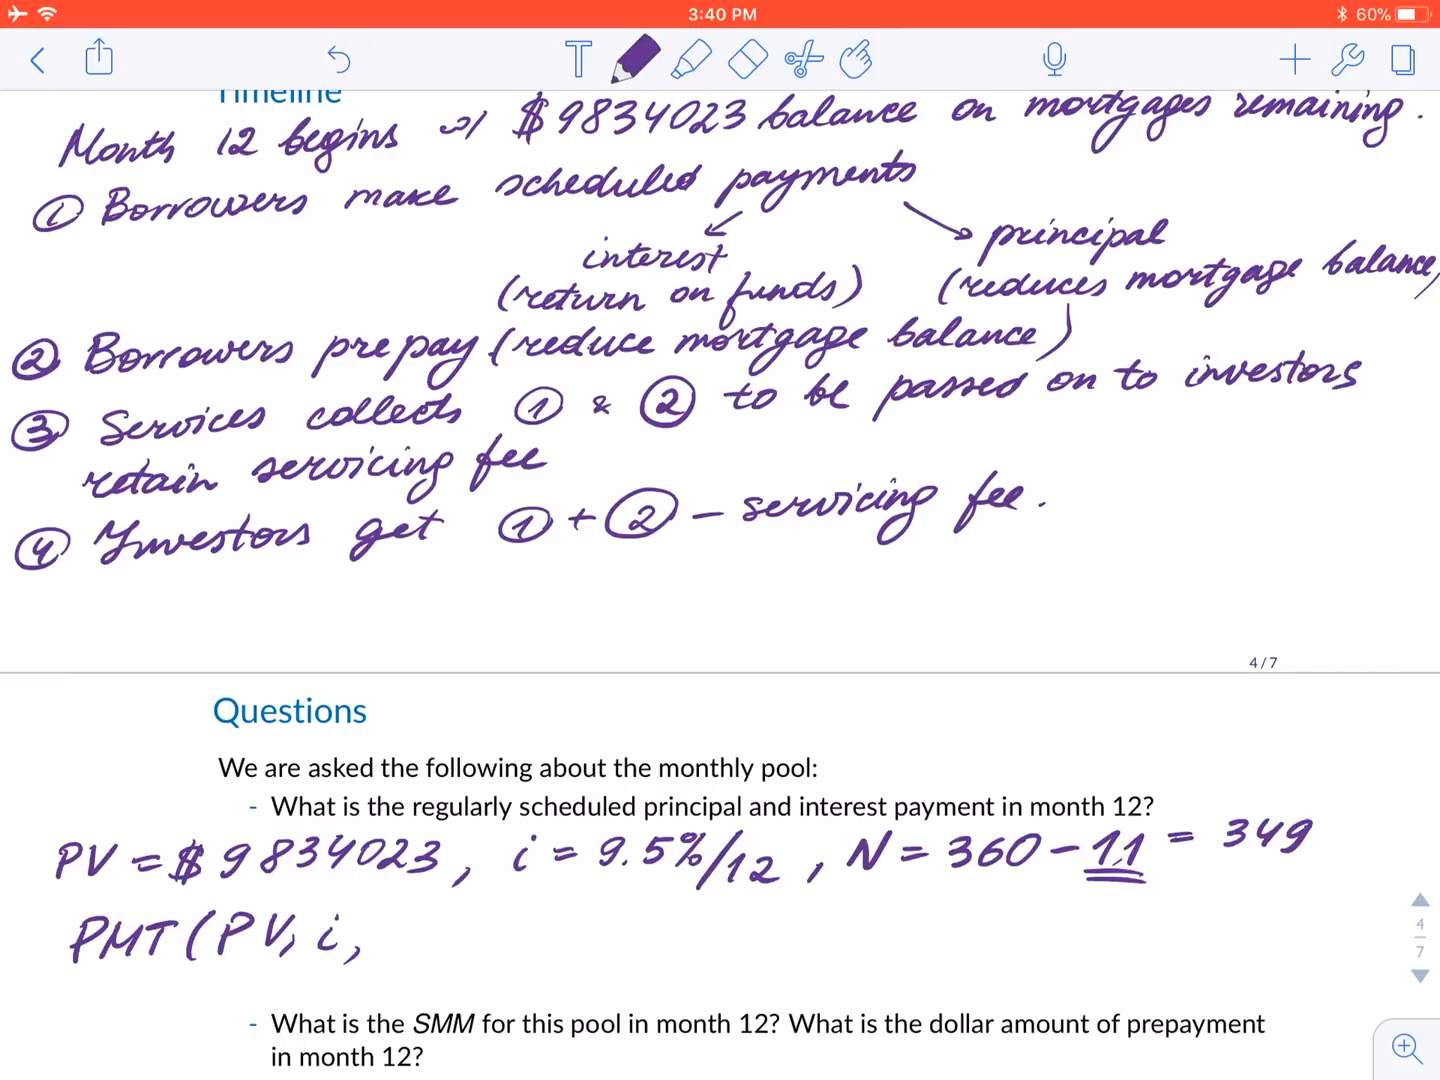 3:40 PM
60%
T
Timeline
Month 12 begins w/ $9834023 balance on mortgages remaining.
① Borrowers make scheduled payments
interest
(return on funds)
principal
(reduces mortgage balance)
② Borrowers prepay (reduce mortgage balance)
③ Services collects ① & ② to be passed on to investors
retain servicing fee
④ Investors get ① + ② - servicing fee.
4 / 7
Questions
We are asked the following about the monthly pool:
- What is the regularly scheduled principal and interest payment in month 12?
PV = $9834023, i = 9.5%/12, N = 360 - 11 = 349
PMT(PV, i,
4
7
- What is the SMM for this pool in month 12? What is the dollar amount of prepayment
in month 12?